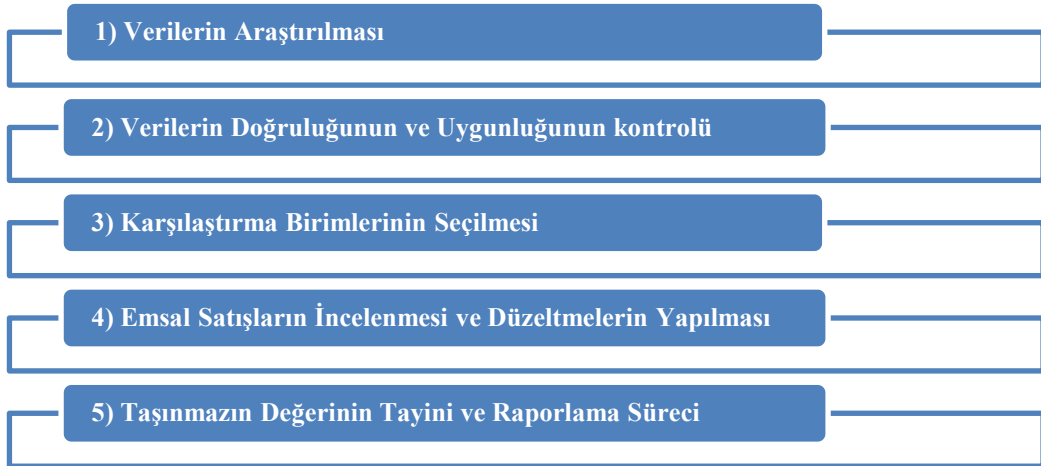 1) Verilerin Araştırılması
2) Verilerin Doğruluğunun ve Uygunluğunun kontrolü
3) Karşılaştırma Birimlerinin Seçilmesi
4) Emsal Satışların İncelenmesi ve Düzeltmelerin Yapılması
5) Taşınmazın Değerinin Tayini ve Raporlama Süreci